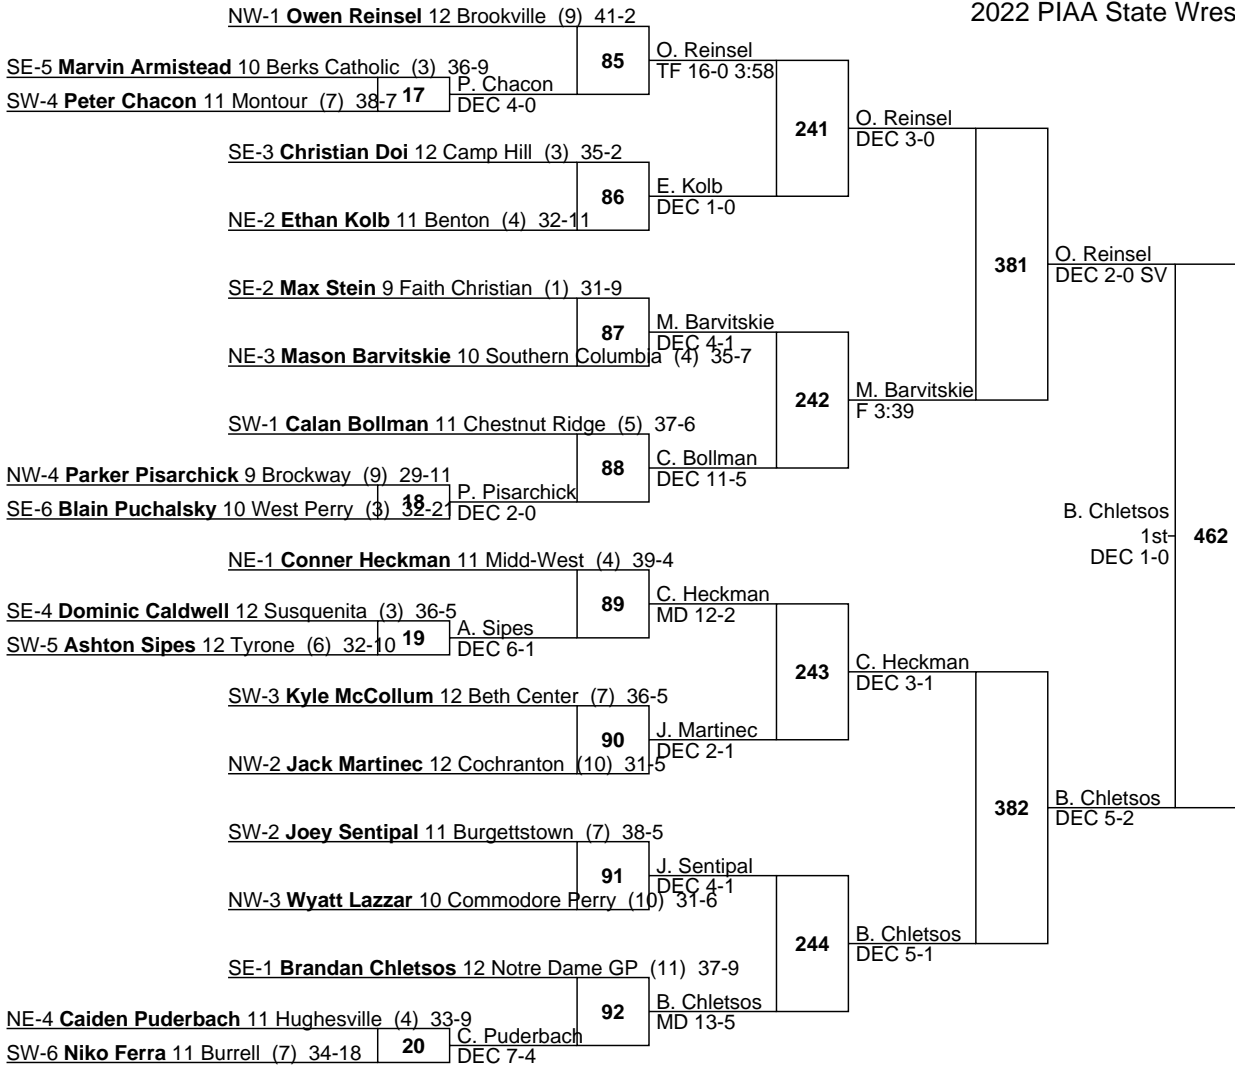 2022 PIAA State Wres
NW-1 Owen Reinsel 12 Brookville (9) 41-2
85
O. Reinsel
TF 16-0 3:58
SE-5 Marvin Armistead 10 Berks Catholic (3) 36-9
SW-4 Peter Chacon 11 Montour (7) 38-7
17
P. Chacon
DEC 4-0
241
O. Reinsel
DEC 3-0
SE-3 Christian Doi 12 Camp Hill (3) 35-2
86
E. Kolb
DEC 1-0
NE-2 Ethan Kolb 11 Benton (4) 32-11
381
O. Reinsel
DEC 2-0 SV
SE-2 Max Stein 9 Faith Christian (1) 31-9
87
M. Barvitskie
DEC 4-1
NE-3 Mason Barvitskie 10 Southern Columbia (4) 35-7
242
M. Barvitskie
F 3:39
SW-1 Calan Bollman 11 Chestnut Ridge (5) 37-6
88
C. Bollman
DEC 11-5
NW-4 Parker Pisarchick 9 Brockway (9) 29-11
SE-6 Blain Puchalsky 10 West Perry (3) 32-21
18
P. Pisarchick
DEC 2-0
B. Chletsos
1st
DEC 1-0
462
NE-1 Conner Heckman 11 Midd-West (4) 39-4
89
C. Heckman
MD 12-2
SE-4 Dominic Caldwell 12 Susquenita (3) 36-5
SW-5 Ashton Sipes 12 Tyrone (6) 32-10
19
A. Sipes
DEC 6-1
243
C. Heckman
DEC 3-1
SW-3 Kyle McCollum 12 Beth Center (7) 36-5
90
J. Martinec
DEC 2-1
NW-2 Jack Martinec 12 Cochranton (10) 31-5
382
B. Chletsos
DEC 5-2
SW-2 Joey Sentipal 11 Burgettstown (7) 38-5
91
J. Sentipal
DEC 4-1
NW-3 Wyatt Lazzar 10 Commodore Perry (10) 31-6
244
B. Chletsos
DEC 5-1
SE-1 Brandan Chletsos 12 Notre Dame GP (11) 37-9
92
B. Chletsos
MD 13-5
NE-4 Caiden Puderbach 11 Hughesville (4) 33-9
SW-6 Niko Ferra 11 Burrell (7) 34-18
20
C. Puderbach
DEC 7-4